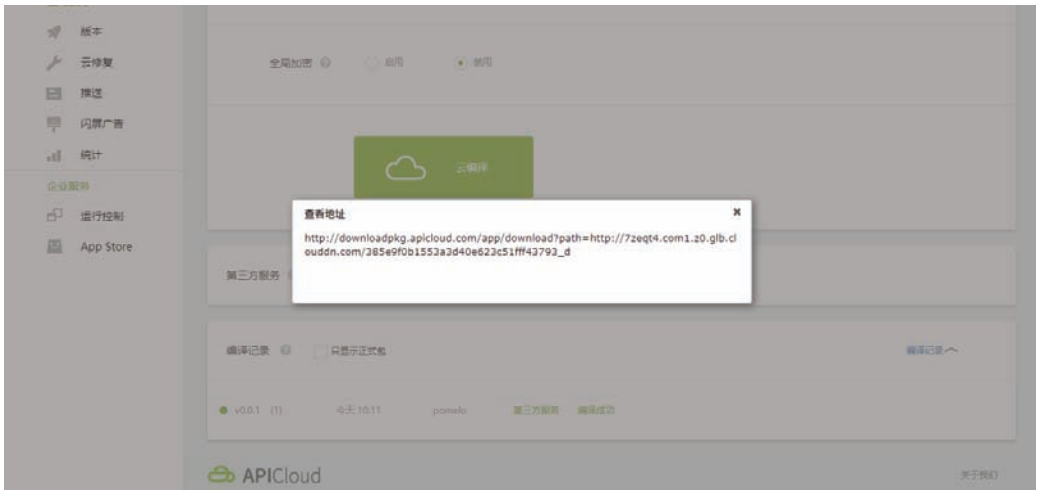 版本
云修复
全局加密
启用
禁用
推送
闪屏广告
统计
云编译
企业服务
运行控制
App Store
查看地址
http://downloadpkg.apicloud.com/app/download?path=http://7zeqt4.com1.z0.glb.cl
ouddn.com/385e9f0b1553a3d40e623c51fff43793_d
第三方服务
编译记录
只显示正式包
编译记录
v0.0.1 (1)
今天 10:11
pomelo
第三方服务
编译成功
APICloud
关于我们